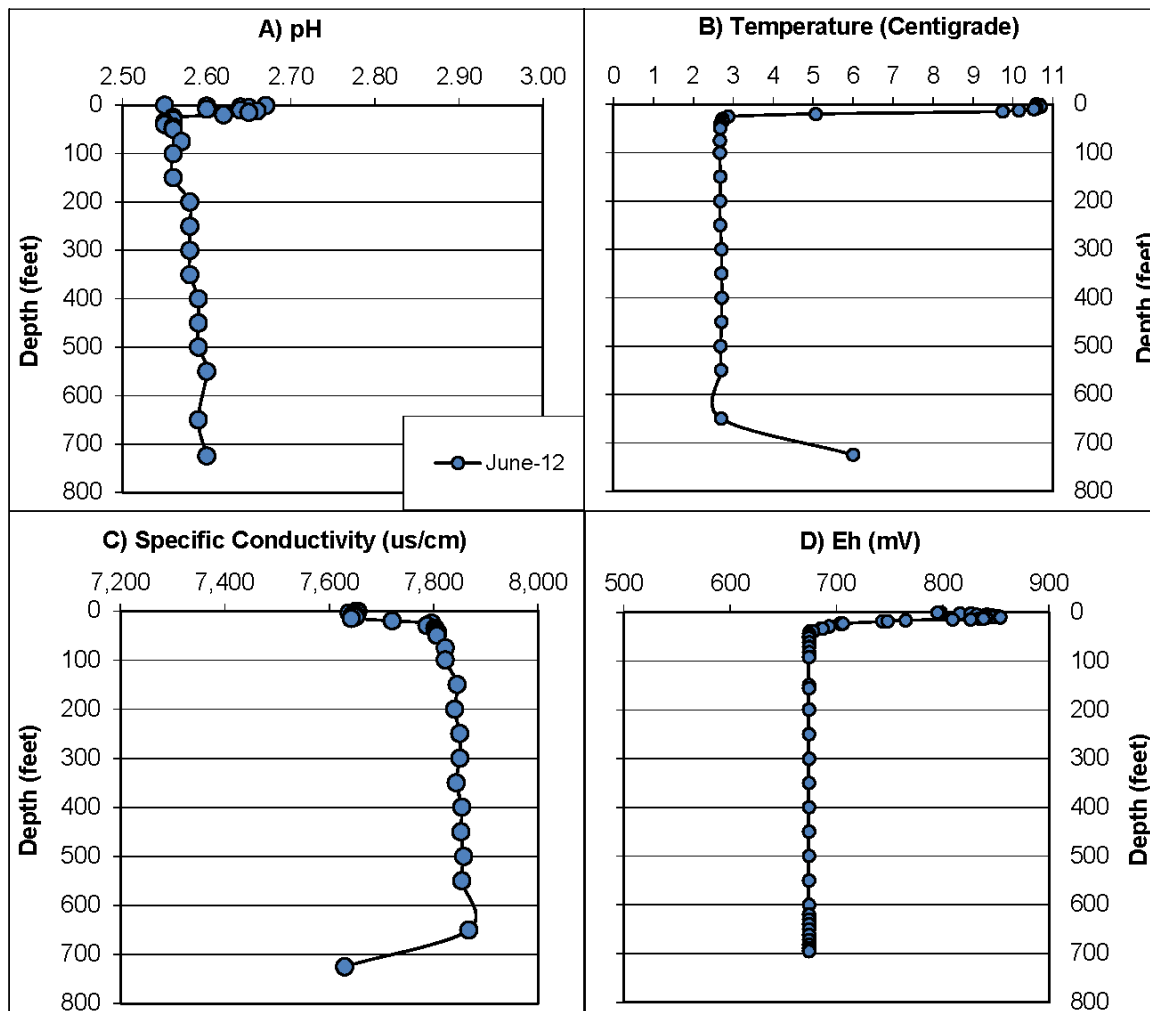 A) pH
2.50 2.60 2.70 2.80 2.90 3.00
0
100
200
300
400
500
600
700
800
Depth (feet)
June-12
B) Temperature (Centigrade)
0 1 2 3 4 5 6 7 8 9 10 11
0
100
200
300
400
500
600
700
800
Depth (feet)
C) Specific Conductivity (us/cm)
7,200 7,400 7,600 7,800 8,000
0
100
200
300
400
500
600
700
800
Depth (feet)
D) Eh (mV)
500 600 700 800 900
0
100
200
300
400
500
600
700
800
Depth (feet)